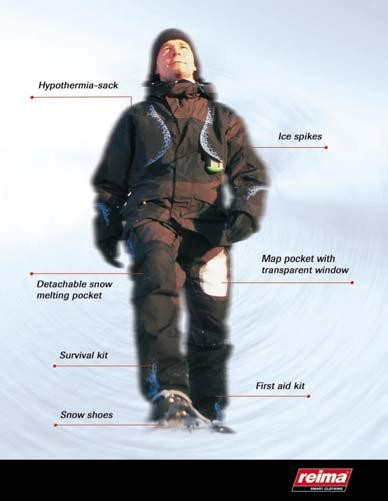 Hypothermia-sack
Ice spikes
Map pocket with
transparent window
Detachable snow
melting pocket
Survival kit
First aid kit
Snow shoes
reima
SMART CLOTHING